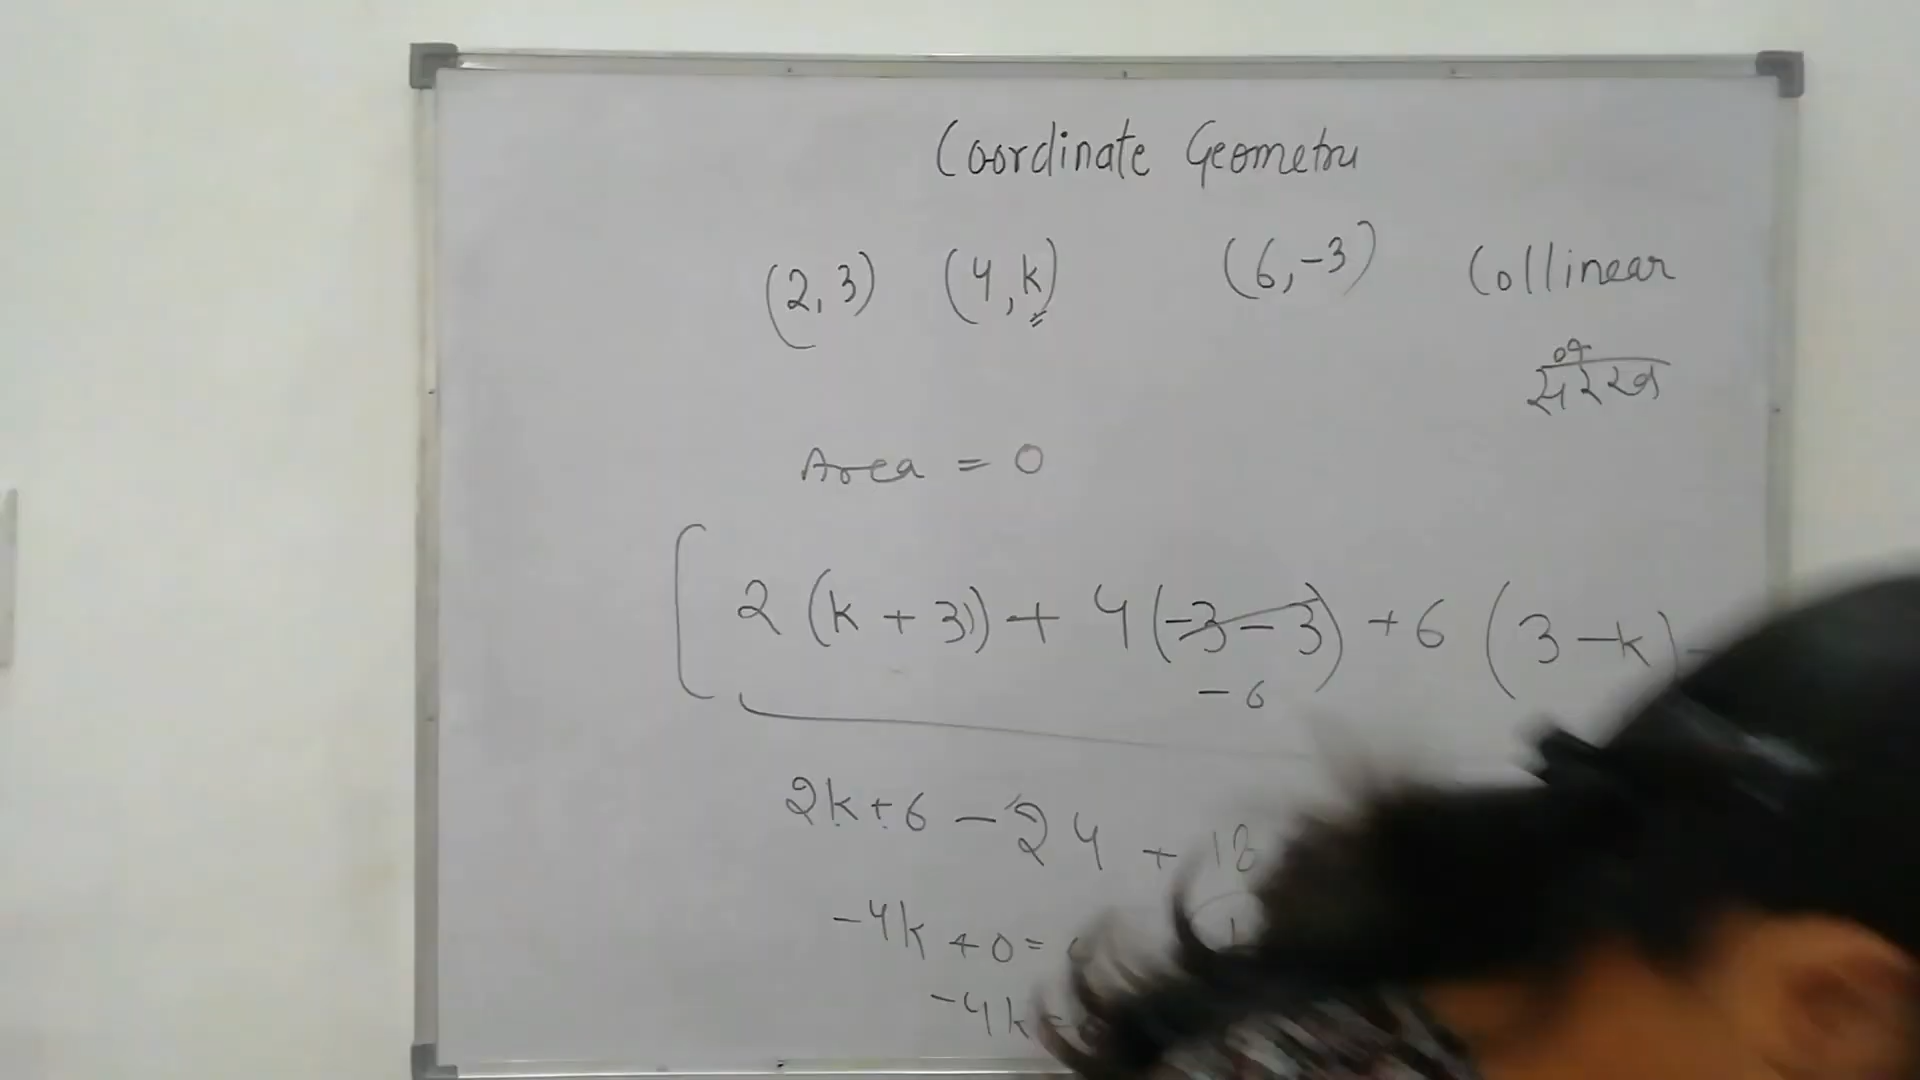 Coordinate Geometry
(2,3) (4,k) (6,-3) Collinear
Area = 0
[ 2 (k + 3) + 4 (-3 - 3) + 6 (3 - k)
- 6
2k + 6 - 24 + 18
-4k + 0 =
-4k =